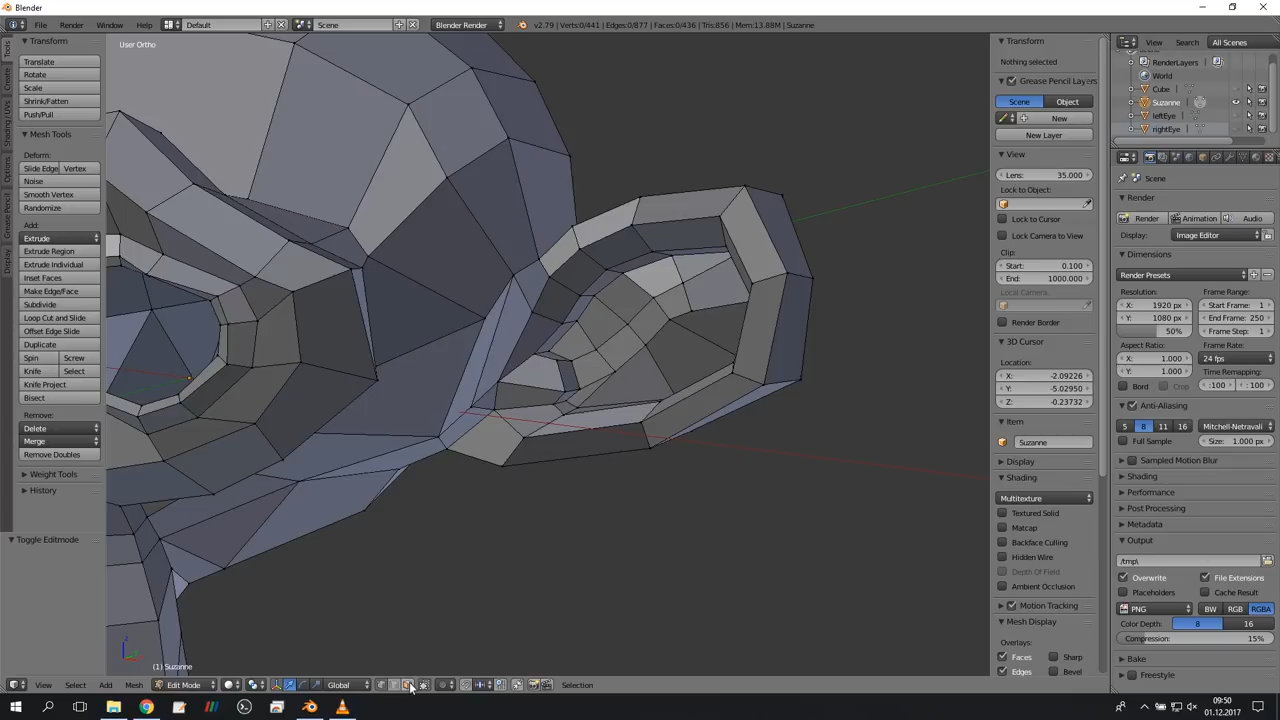 Blender
File Render Window Help Default Scene Blender Render v2.79 | Verts:0/441 | Edges:0/877 | Faces:0/436 | Tris:856 | Mem:13.88M | Suzanne
Tools
Create
Shading / UVs
Options
Grease Pencil
Display
Transform
Translate
Rotate
Scale
Shrink/Fatten
Push/Pull
Mesh Tools
Deform:
Slide Edge Vertex
Noise
Smooth Vertex
Randomize
Add:
Extrude
Extrude Region
Extrude Individual
Inset Faces
Make Edge/Face
Subdivide
Loop Cut and Slide
Offset Edge Slide
Duplicate
Spin Screw
Knife Select
Knife Project
Bisect
Remove:
Delete
Merge
Remove Doubles
Weight Tools
History
Toggle Editmode
User Ortho
(1) Suzanne
View Select Add Mesh Edit Mode Global Selection
Transform
Nothing selected
Grease Pencil Layers
Scene Object
New
New Layer
View
Lens: 35.000
Lock to Object:
Lock to Cursor
Lock Camera to View
Clip:
Start: 0.100
End: 1000.000
Local Camera:
Render Border
3D Cursor
Location:
X: -2.09226
Y: -5.02950
Z: -0.23732
Item
Suzanne
Display
Shading
Multitexture
Textured Solid
Matcap
Backface Culling
Hidden Wire
Depth Of Field
Ambient Occlusion
Motion Tracking
Mesh Display
Overlays:
Faces Sharp
Edges Bevel
View Search All Scenes
RenderLayers
World
Cube
Suzanne
leftEye
rightEye
Scene
Render
Render Animation Audio
Display: Image Editor
Dimensions
Render Presets
Resolution: Frame Range:
X: 1920 px Start Frame: 1
Y: 1080 px End Frame: 250
50% Frame Step: 1
Aspect Ratio: Frame Rate:
X: 1.000 24 fps
Y: 1.000 Time Remapping:
Bord Crop :100 : 100
Anti-Aliasing
5 8 11 16 Mitchell-Netravali
Full Sample Size: 1.000 px
Sampled Motion Blur
Shading
Performance
Post Processing
Metadata
Output
/tmp\
Overwrite File Extensions
Placeholders Cache Result
PNG BW RGB RGBA
Color Depth: 8 16
Compression: 15%
Bake
Freestyle
09:50
01.12.2017